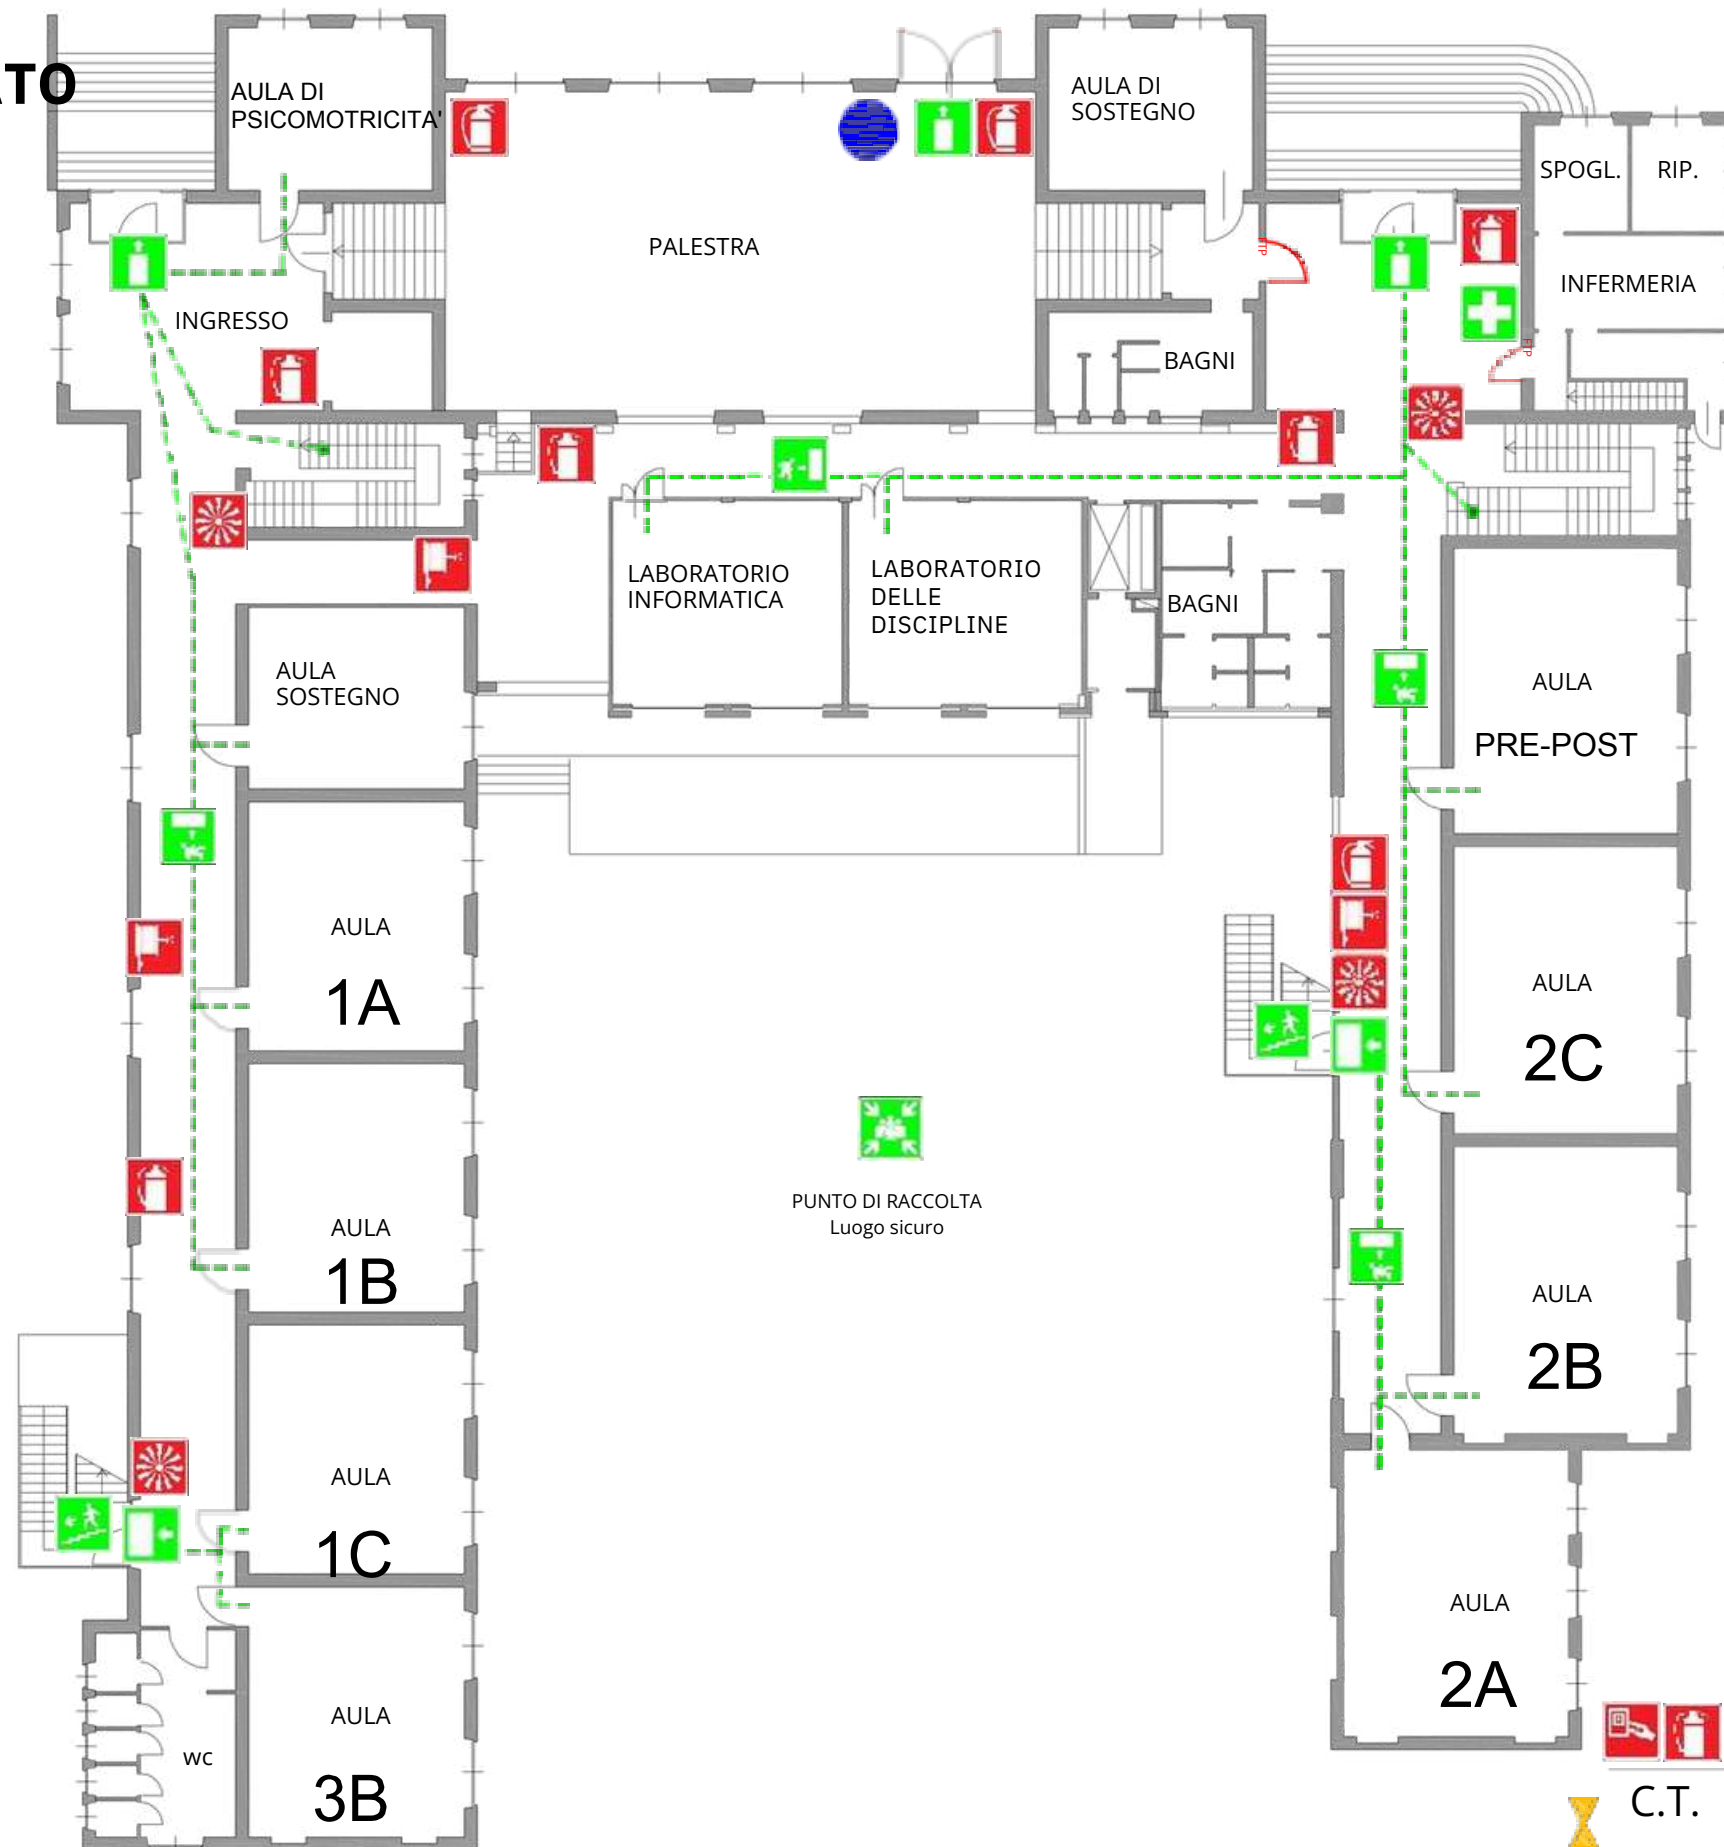 ATO
AULA DI
PSICOMOTRICITA'
AULA DI
SOSTEGNO
SPOGL.
RIP.
PALESTRA
INFERMERIA
INGRESSO
BAGNI
LABORATORIO
INFORMATICA
LABORATORIO
DELLE
DISCIPLINE
BAGNI
AULA
SOSTEGNO
AULA
PRE-POST
AULA
1A
AULA
2C
PUNTO DI RACCOLTA
Luogo sicuro
AULA
1B
AULA
2B
AULA
1C
AULA
2A
AULA
3B
wc
C.T.